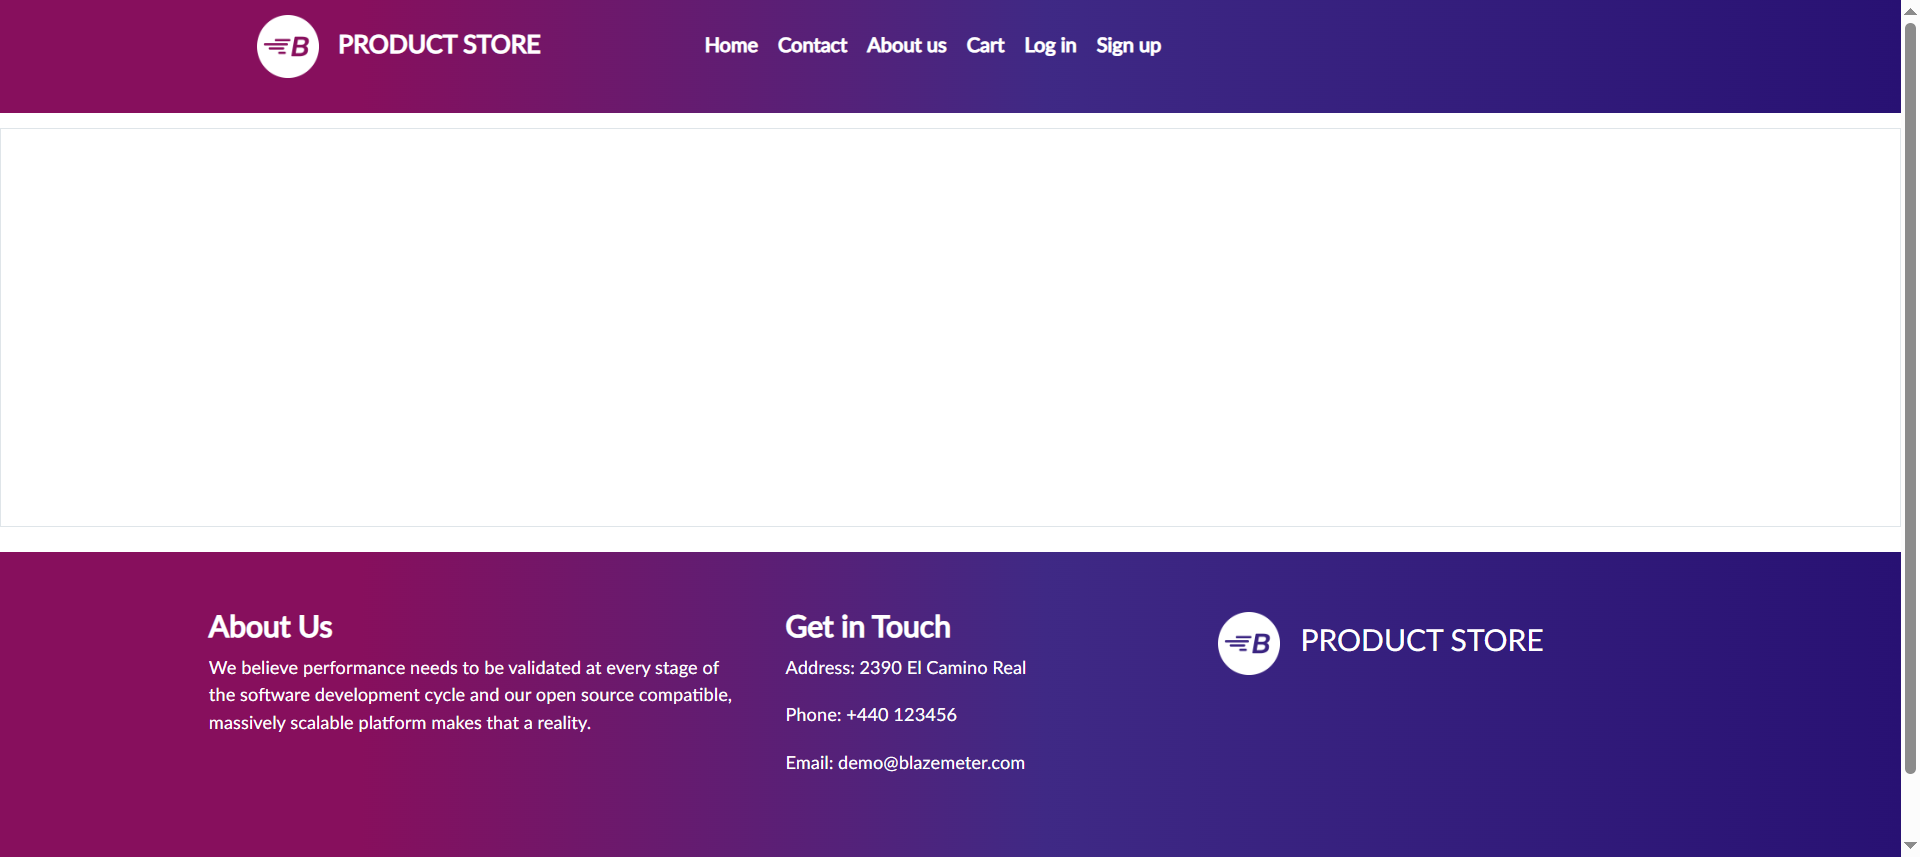 B PRODUCT STORE Home Contact About us Cart Log in Sign up
About Us
We believe performance needs to be validated at every stage of
the software development cycle and our open source compatible,
massively scalable platform makes that a reality.
Get in Touch
Address: 2390 El Camino Real
Phone: +440 123456
Email: demo@blazemeter.com
B PRODUCT STORE